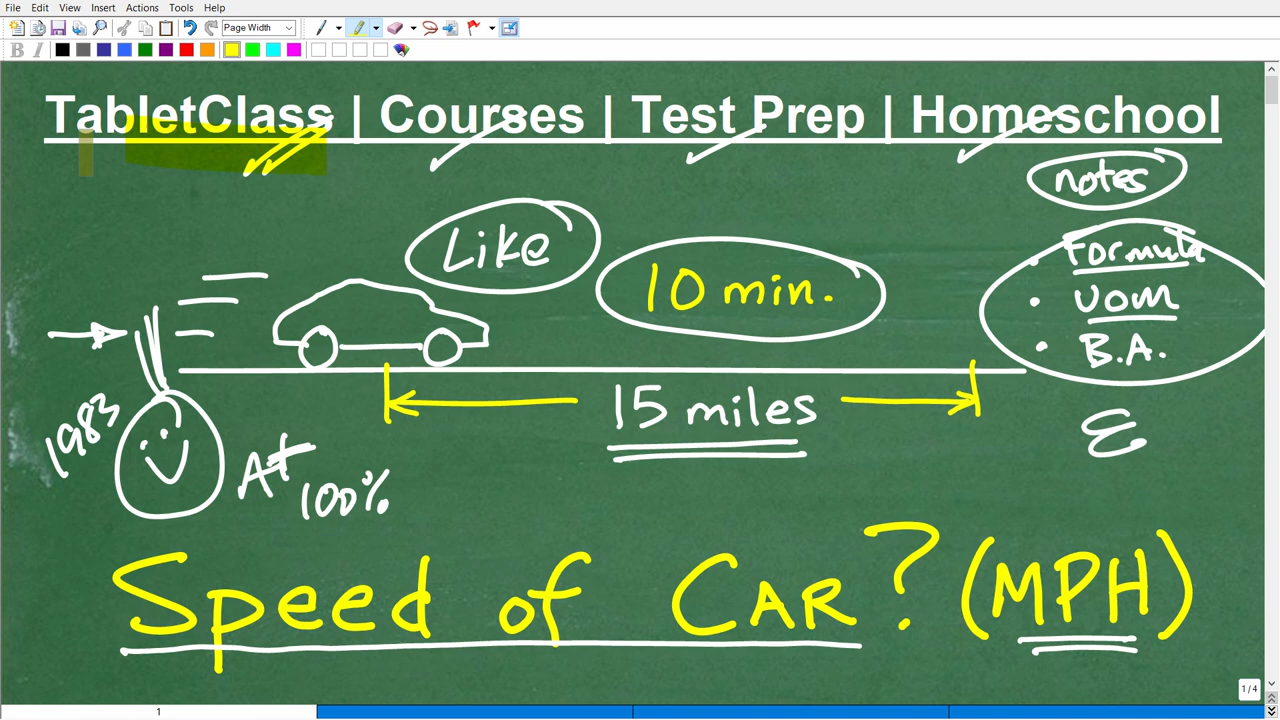 File Edit View Insert Actions Tools Help
Page Width
B I
TabletClass | Courses | Test Prep | Homeschool
notes
Like
10 min.
• Formula
• UOM
• B.A.
15 miles
1983
A+
100%
Speed of CAR? (MPH)
1/4
1